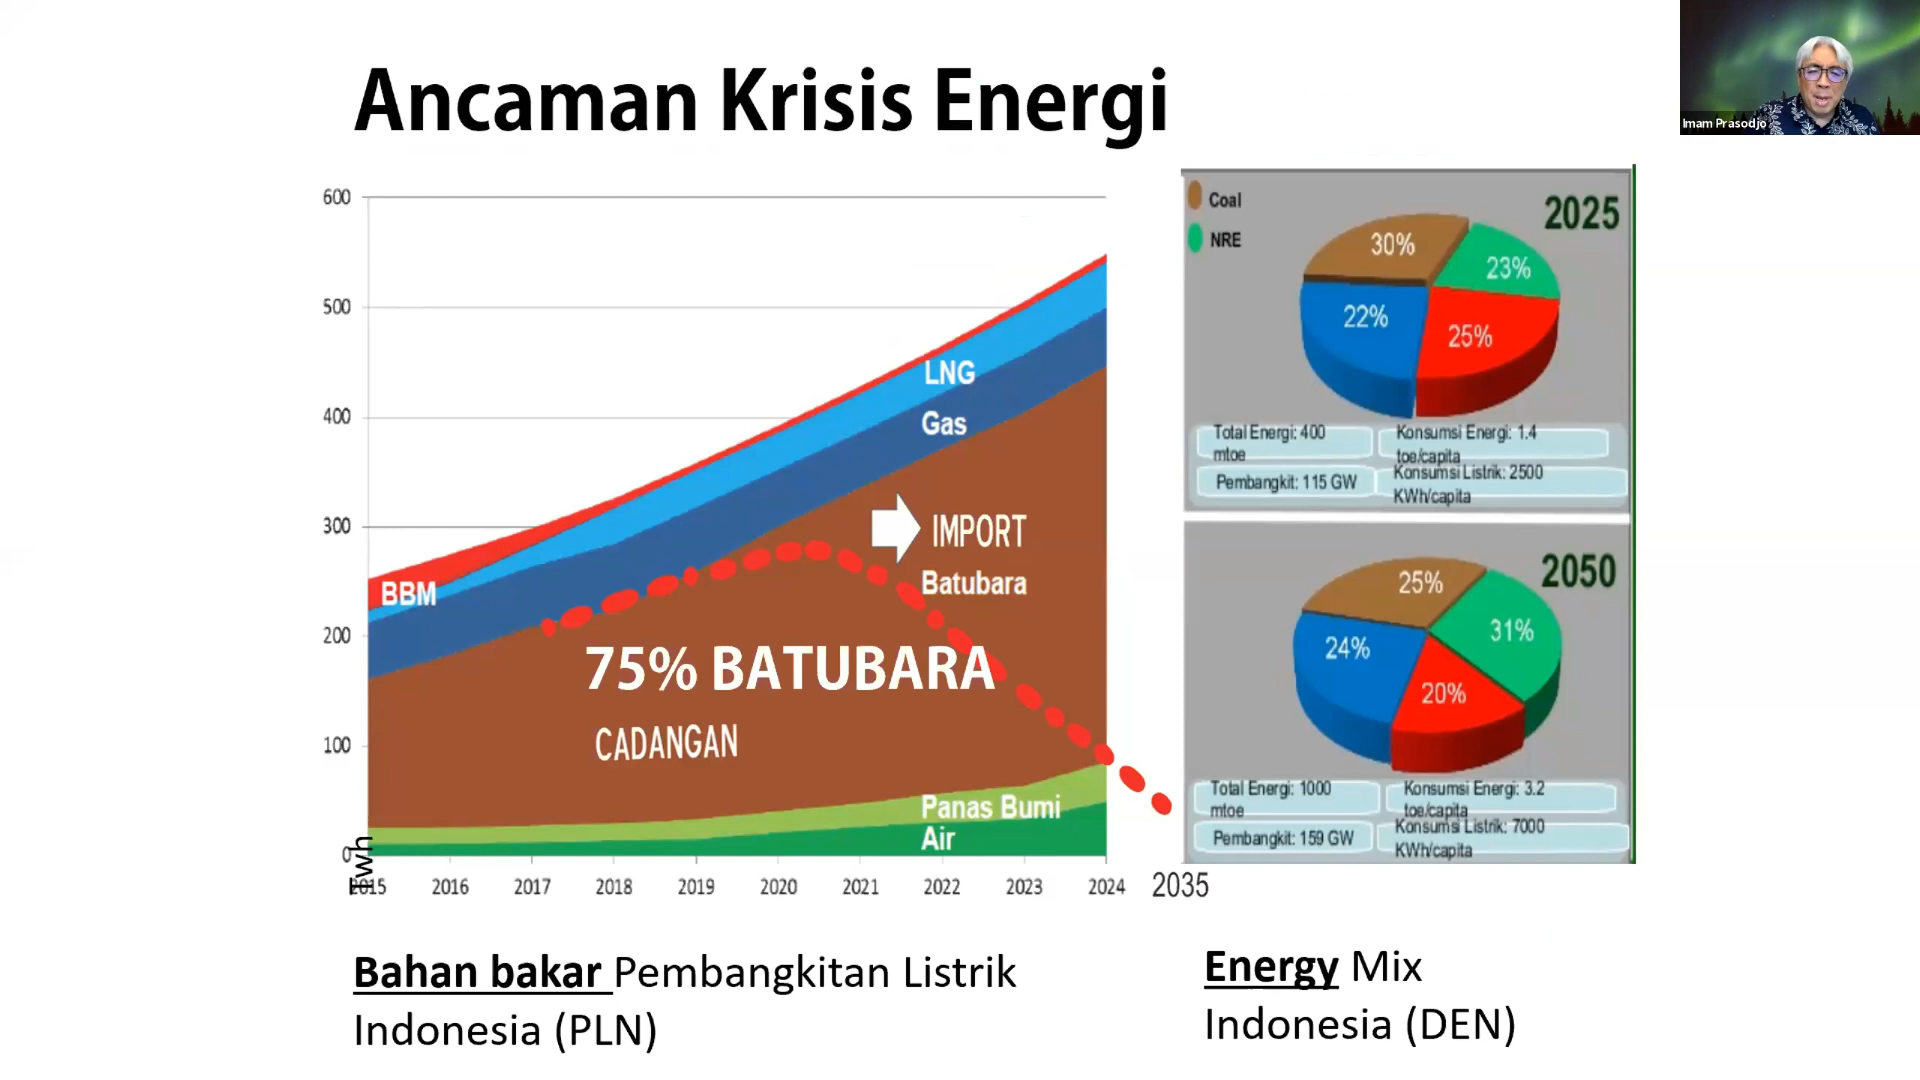 Ancaman Krisis Energi
Imam Prasodjo
600
500
400
300
200
100
0
Twh
LNG
Gas
BBM
IMPORT
Batubara
75% BATUBARA
CADANGAN
Panas Bumi
Air
2015 2016 2017 2018 2019 2020 2021 2022 2023 2024 2035
Coal
NRE
2025
30%
23%
22%
25%
Total Energi: 400
mtoe
Konsumsi Energi: 1.4
toe/capita
Pembangkit: 115 GW
Konsumsi Listrik: 2500
KWh/capita
2050
25%
31%
24%
20%
Total Energi: 1000
mtoe
Konsumsi Energi: 3.2
toe/capita
Pembangkit: 159 GW
Konsumsi Listrik: 7000
KWh/capita
Bahan bakar Pembangkitan Listrik
Indonesia (PLN)
Energy Mix
Indonesia (DEN)